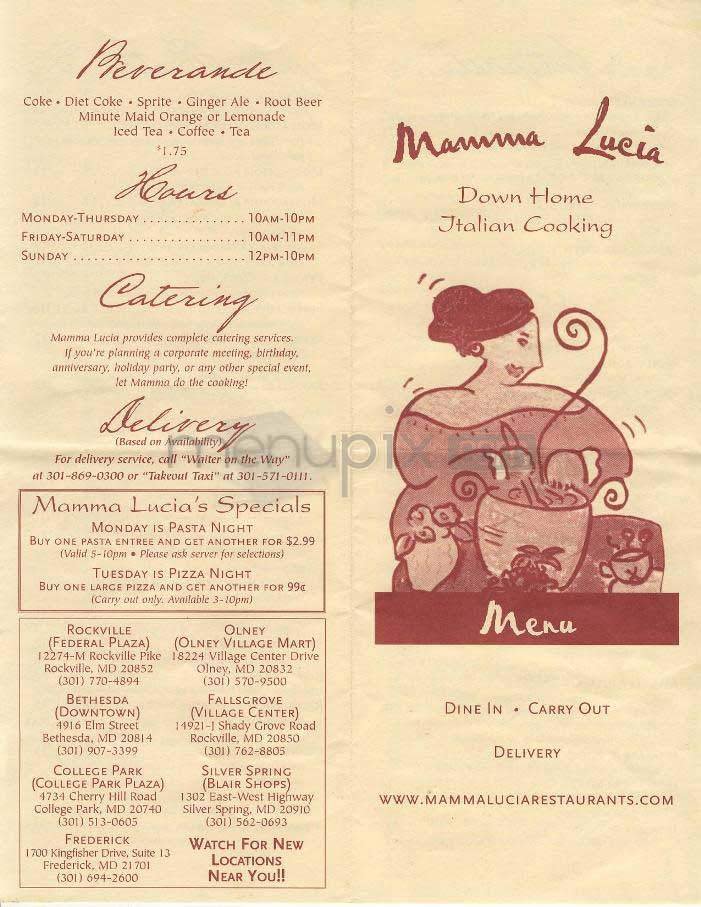 Beverande
Coke • Diet Coke • Sprite • Ginger Ale • Root Beer
Minute Maid Orange or Lemonade
Iced Tea • Coffee • Tea
$1.75
Hours
Monday-Thursday ............... 10am-10pm
Friday-Saturday ................. 10am-11pm
Sunday ......................... 12pm-10pm
Catering
Mamma Lucia provides complete catering services.
If you're planning a corporate meeting, birthday,
anniversary, holiday party, or any other special event,
let Mamma do the cooking!
Delivery
(Based on Availability)
For delivery service, call "Waiter on the Way"
at 301-869-0300 or "Takeout Taxi" at 301-571-0111.
Mamma Lucia's Specials
Monday is Pasta Night
Buy one pasta entree and get another for $2.99
(Valid 5-10pm • Please ask server for selections)
Tuesday is Pizza Night
Buy one large pizza and get another for 99¢
(Carry out only. Available 3-10pm)
Rockville
(Federal Plaza)
12274-M Rockville Pike
Rockville, MD 20852
(301) 770-4894
Olney
(Olney Village Mart)
18224 Village Center Drive
Olney, MD 20832
(301) 570-9500
Bethesda
(Downtown)
4916 Elm Street
Bethesda, MD 20814
(301) 907-3399
Fallsgrove
(Village Center)
14921-J Shady Grove Road
Rockville, MD 20850
(301) 762-8805
College Park
(College Park Plaza)
4734 Cherry Hill Road
College Park, MD 20740
(301) 513-0605
Silver Spring
(Blair Shops)
1302 East-West Highway
Silver Spring, MD 20910
(301) 562-0693
Frederick
1700 Kingfisher Drive, Suite 13
Frederick, MD 21701
(301) 694-2600
Watch For New
Locations
Near You!!
Mamma Lucia
Down Home
Italian Cooking
menupix
Menu
Dine In • Carry Out
Delivery
www.mammaluciarestaurants.com